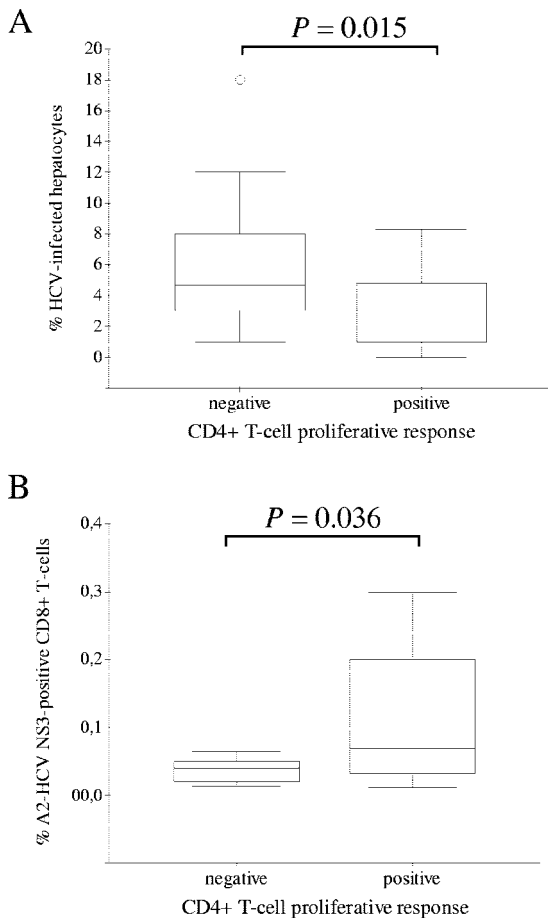 A
P = 0.015
% HCV-infected hepatocytes
20
18
16
14
12
10
8
6
4
2
0
negative positive
CD4+ T-cell proliferative response
B
P = 0.036
% A2-HCV NS3-positive CD8+ T-cells
0,4
0,3
0,2
0,1
00,0
negative positive
CD4+ T-cell proliferative response